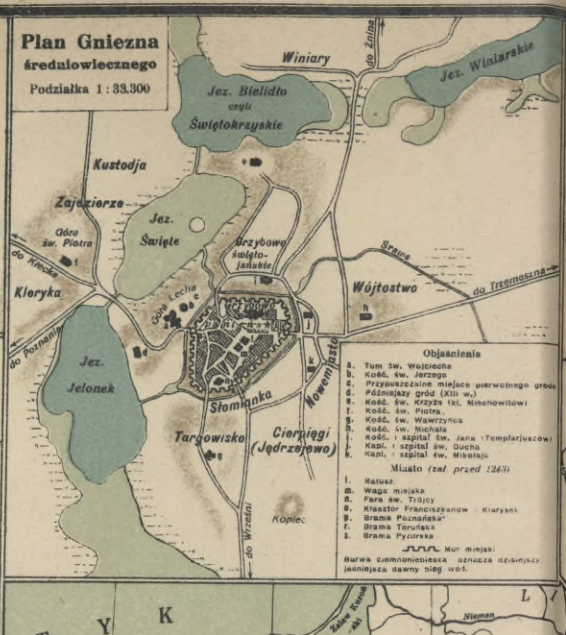 Plan Gniezna
średniowiecznego
Podziałka 1:33.300
Winiary
do Żnina
Jez. Winiarskie
Jez. Bielidło
czyli
Świętokrzyskie
Kustodja
Zajezierze
Góra
św. Piotra
do Kłecka
Kleryka
do Poznania
Jez.
Święte
Grzybowo
święto-
jańskie
Srawa
Wójtostwo
do Trzemeszna
Góra Lecha
Jez.
Jelonek
Słomianka
Nowemiasto
Targowisko
Cierpięgi
(Jędrzejewo)
Kopiec
do Wrześni
Objaśnienia
a. Tum św. Wojciecha
b. Kość. św. Jerzego
c. Przypuszczalne miejsce pierwotnego grodu
d. Późniejszy gród (XIII w.)
e. Kość. św. Krzyża (kl. Miechowitów)
f. Kość. św. Piotra
g. Kość. św. Wawrzyńca
h. Kość. św. Michała
i. Kość. i szpital św. Jana (Templarjuszów)
j. Kapl. i szpital św. Ducha
k. Kapl. i szpital św. Mikołaja
Miasto (zał. przed 1243)
l. Ratusz
m. Waga miejska
n. Fara św. Trójcy
o. Klasztor Franciszkanów i Klarysek
p. Brama Poznańska
r. Brama Toruńska
s. Brama Pyzdrska
Mur miejski
Barwa ciemnoniebieska oznacza dzisiejszy,
jaśniejsza dawny bieg wód.
Y K
L I
Niemen